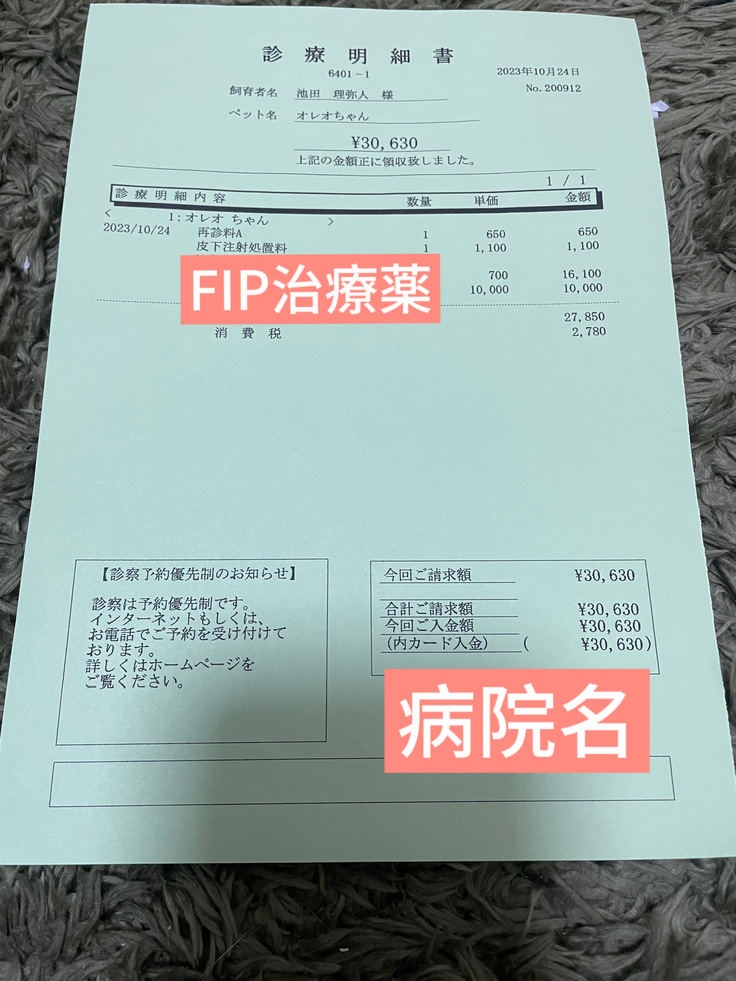 診療明細書
6401-1
2023年10月24日
No.200912
飼育者名 池田 理弥人 様
ペット名 オレオちゃん
¥30,630
上記の金額正に領収致しました。
1 / 1
診療明細内容 数量 単価 金額
< 1:オレオ ちゃん >
2023/10/24 再診料A 1 650 650
皮下注射処置料 1 1,100 1,100
FIP治療薬
700 16,100
10,000 10,000
27,850
消費税 2,780
【診察予約優先制のお知らせ】
診察は予約優先制です。
インターネットもしくは、
お電話でご予約を受け付けて
おります。
詳しくはホームページを
ご覧ください。
今回ご請求額 ¥30,630
合計ご請求額 ¥30,630
今回ご入金額 ¥30,630
(内カード入金) ( ¥30,630)
病院名